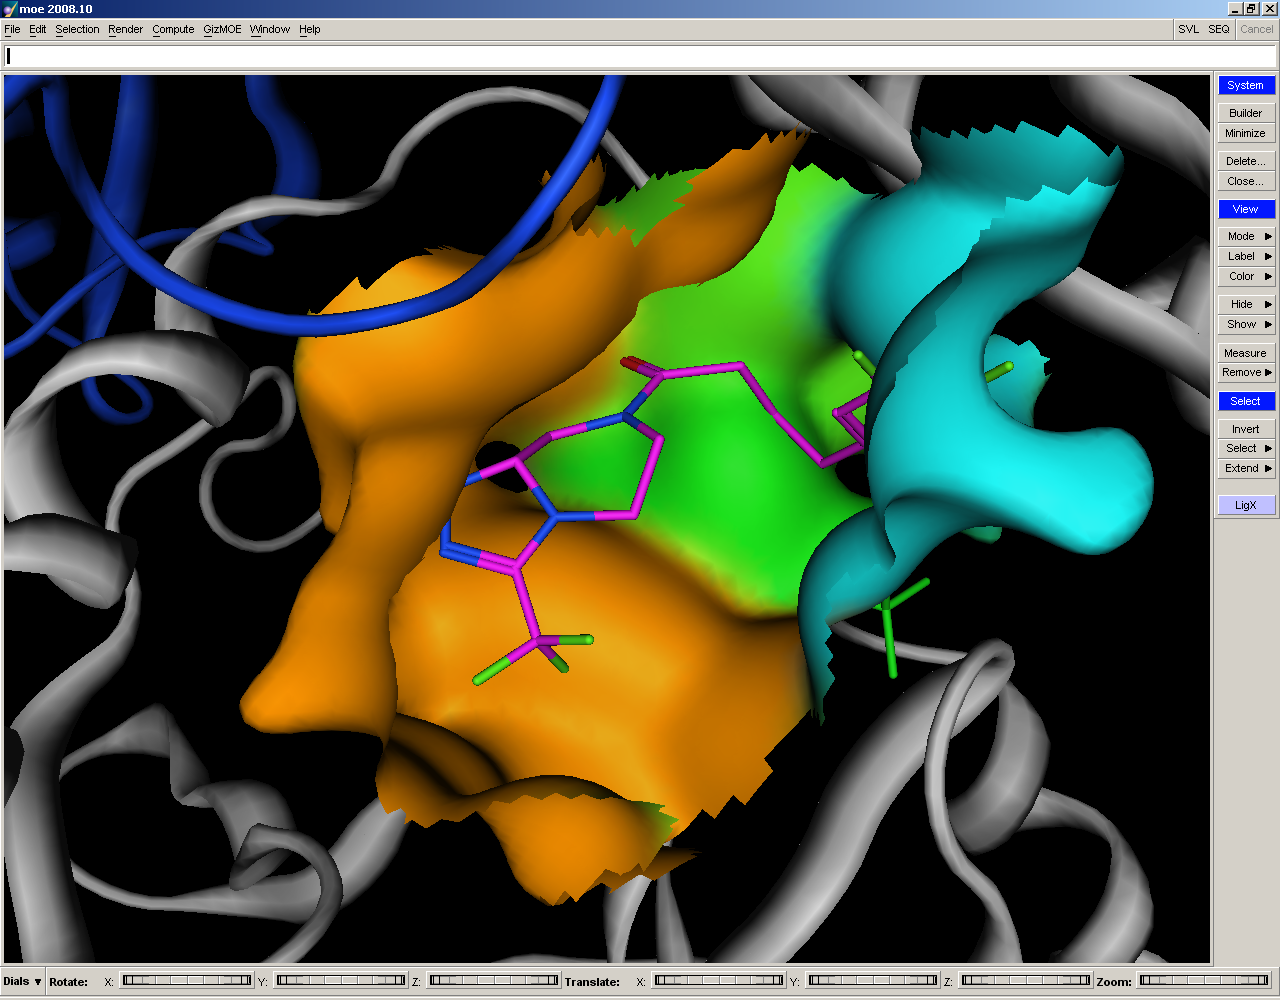 moe 2008.10
File Edit Selection Render Compute GizMOE Window Help SVL SEQ Cancel
System
Builder
Minimize
Delete...
Close...
View
Mode
Label
Color
Hide
Show
Measure
Remove
Select
Invert
Select
Extend
LigX
Dials Rotate: X: Y: Z: Translate: X: Y: Z: Zoom: